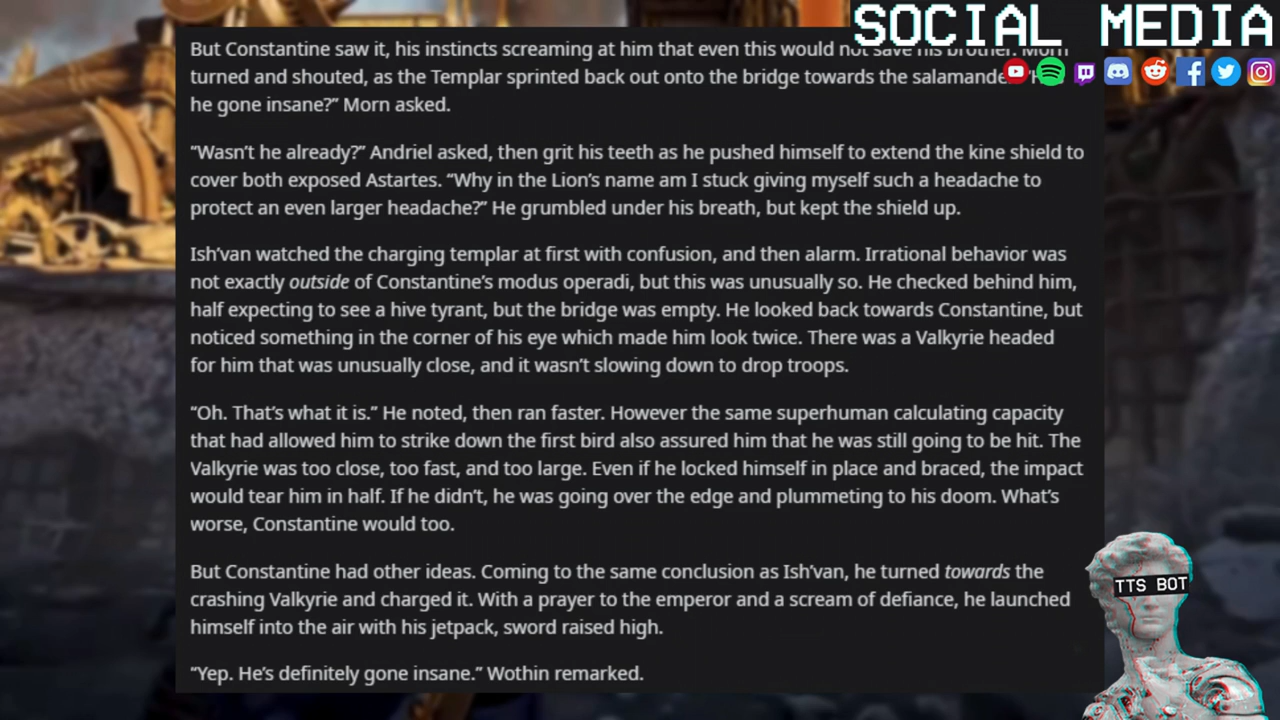 SOCIAL MEDIA
But Constantine saw it, his instincts screaming at him that even this would not save his brother. Morn
turned and shouted, as the Templar sprinted back out onto the bridge towards the salamander.
he gone insane?” Morn asked.
“Wasn’t he already?” Andriel asked, then grit his teeth as he pushed himself to extend the kine shield to
cover both exposed Astartes. “Why in the Lion’s name am I stuck giving myself such a headache to
protect an even larger headache?” He grumbled under his breath, but kept the shield up.
Ish’van watched the charging templar at first with confusion, and then alarm. Irrational behavior was
not exactly outside of Constantine’s modus operadi, but this was unusually so. He checked behind him,
half expecting to see a hive tyrant, but the bridge was empty. He looked back towards Constantine, but
noticed something in the corner of his eye which made him look twice. There was a Valkyrie headed
for him that was unusually close, and it wasn’t slowing down to drop troops.
“Oh. That’s what it is.” He noted, then ran faster. However the same superhuman calculating capacity
that had allowed him to strike down the first bird also assured him that he was still going to be hit. The
Valkyrie was too close, too fast, and too large. Even if he locked himself in place and braced, the impact
would tear him in half. If he didn’t, he was going over the edge and plummeting to his doom. What’s
worse, Constantine would too.
But Constantine had other ideas. Coming to the same conclusion as Ish’van, he turned towards the
crashing Valkyrie and charged it. With a prayer to the emperor and a scream of defiance, he launched
himself into the air with his jetpack, sword raised high.
“Yep. He’s definitely gone insane.” Wothin remarked.
TTS BOT